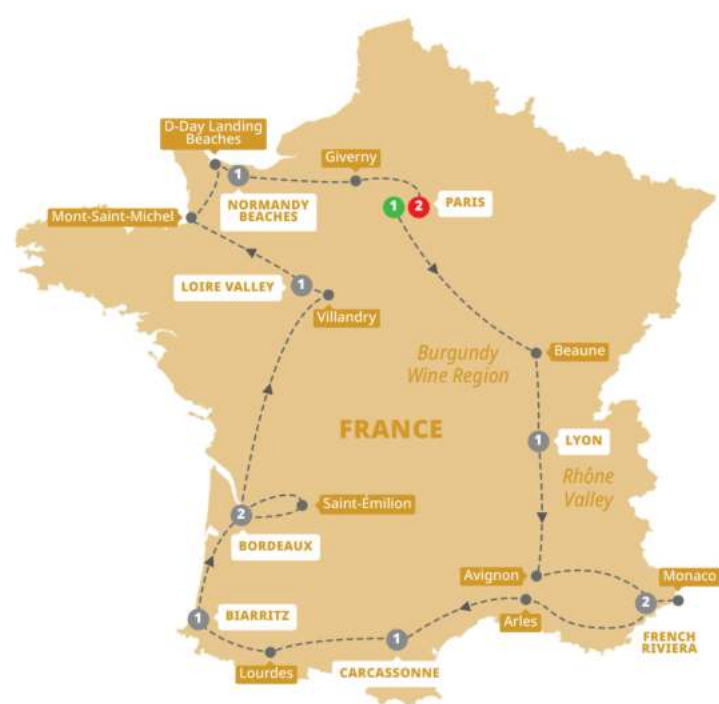 D-Day Landing
Beaches
Giverny
1
NORMANDY
BEACHES
1
2
PARIS
Mont-Saint-Michel
LOIRE VALLEY
1
Villandry
Burgundy
Wine Region
Beaune
FRANCE
1
LYON
Rhône
Valley
2
Saint-Émilion
BORDEAUX
Avignon
Monaco
2
Arles
FRENCH
RIVIERA
1
BIARRITZ
1
Lourdes
CARCASSONNE